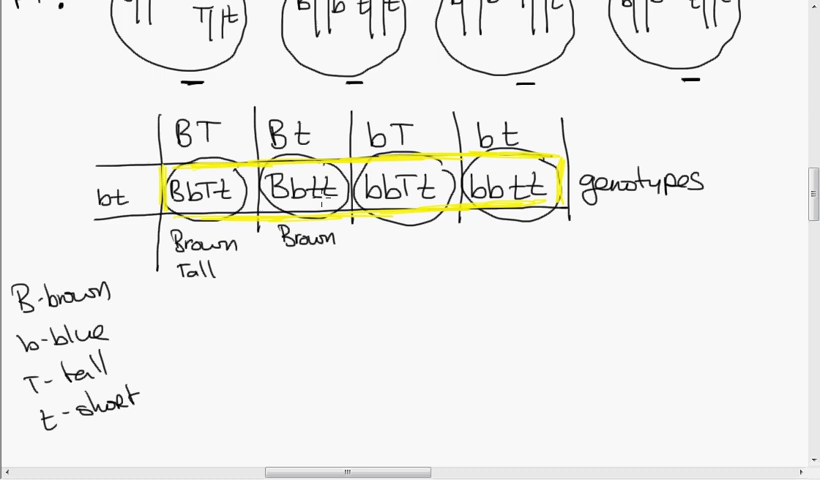 BT Bt bT bt
bt BbTt Bbtt bbTt bbtt genotypes
Brown Brown
Tall
B-brown
b-blue
T-tall
t-short